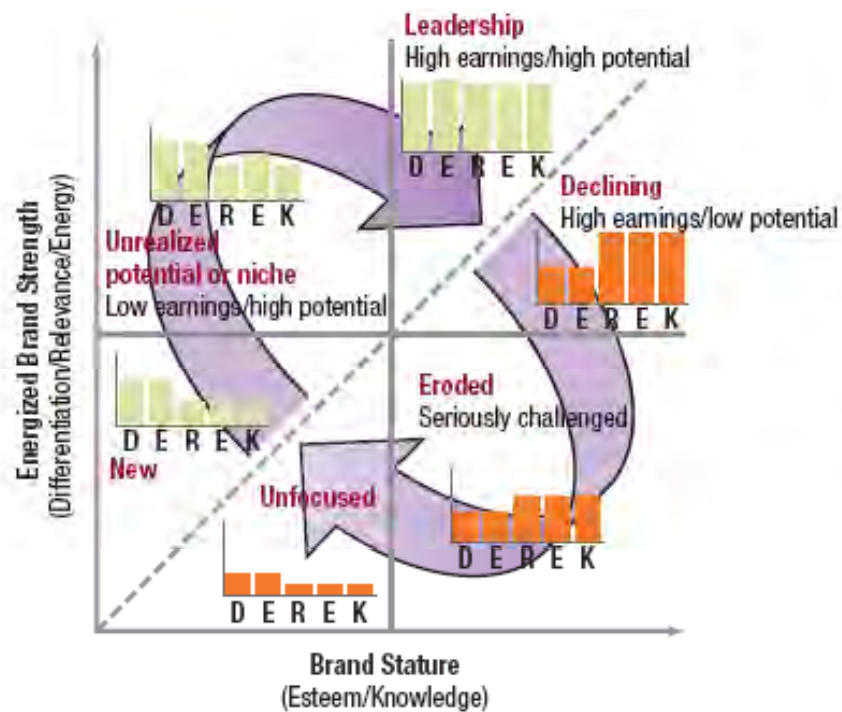 Leadership
High earnings/high potential
D E R E K
Declining
High earnings/low potential
D E R E K
D E R E K
Unrealized
potential or niche
Low earnings/high potential
Energized Brand Strength
(Differentiation/Relevance/Energy)
D E R E K
New
Eroded
Seriously challenged
D E R E K
Unfocused
D E R E K
Brand Stature
(Esteem/Knowledge)